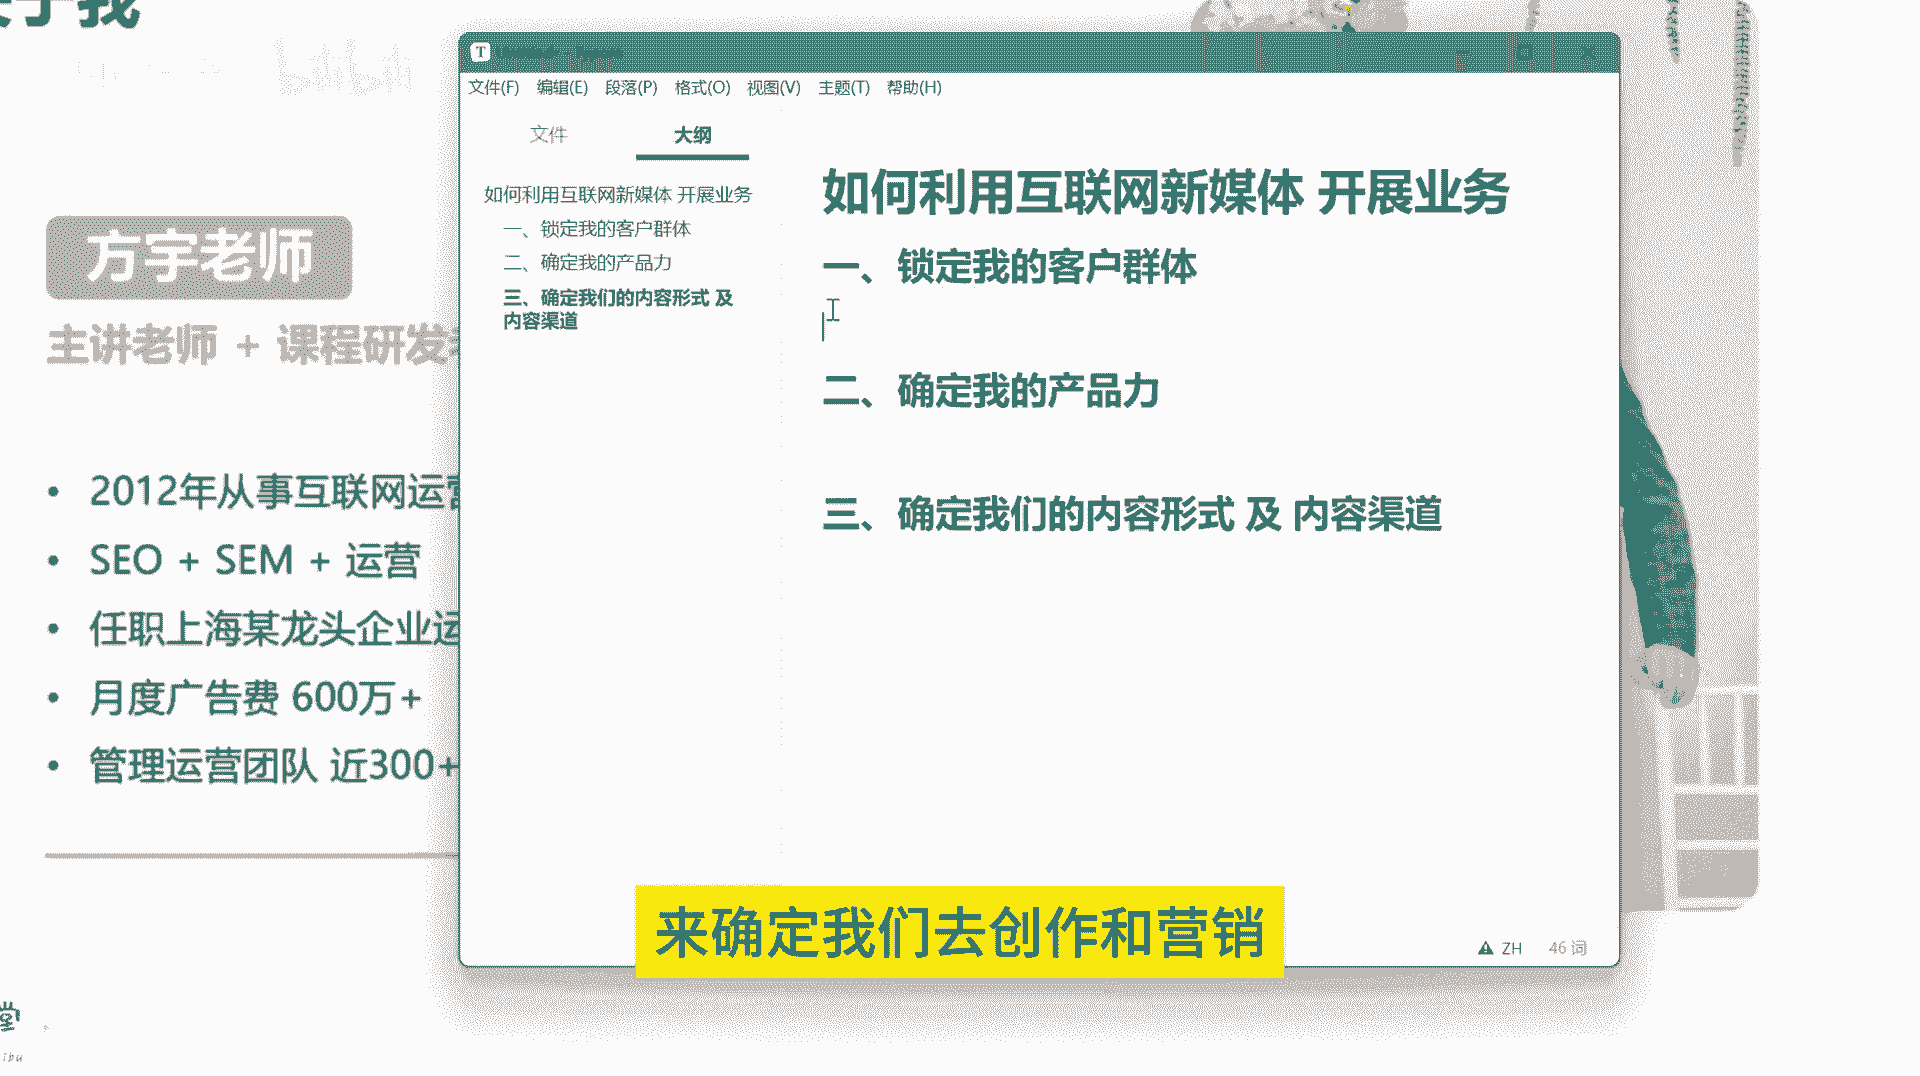 关于我
bilibili
方宇老师
主讲老师 + 课程研发老
2012年从事互联网运营
SEO + SEM + 运营
任职上海某龙头企业运
月度广告费 600万+
管理运营团队 近300+
堂
T
文件(F) 编辑(E) 段落(P) 格式(O) 视图(V) 主题(T) 帮助(H)
文件 大纲
如何利用互联网新媒体 开展业务
一、锁定我的客户群体
二、确定我的产品力
三、确定我们的内容形式 及
内容渠道
如何利用互联网新媒体 开展业务
一、锁定我的客户群体
二、确定我的产品力
三、确定我们的内容形式 及 内容渠道
ZH 46 词
来确定我们去创作和营销